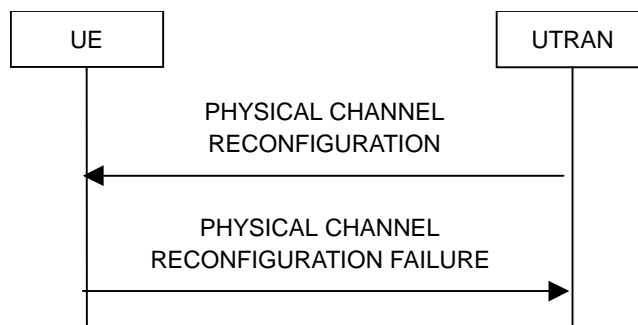 UE
UTRAN
PHYSICAL CHANNEL
RECONFIGURATION
PHYSICAL CHANNEL
RECONFIGURATION FAILURE